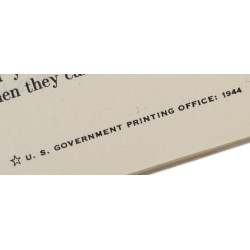 y
hen they ca
☆ U. S. GOVERNMENT PRINTING OFFICE: 1944